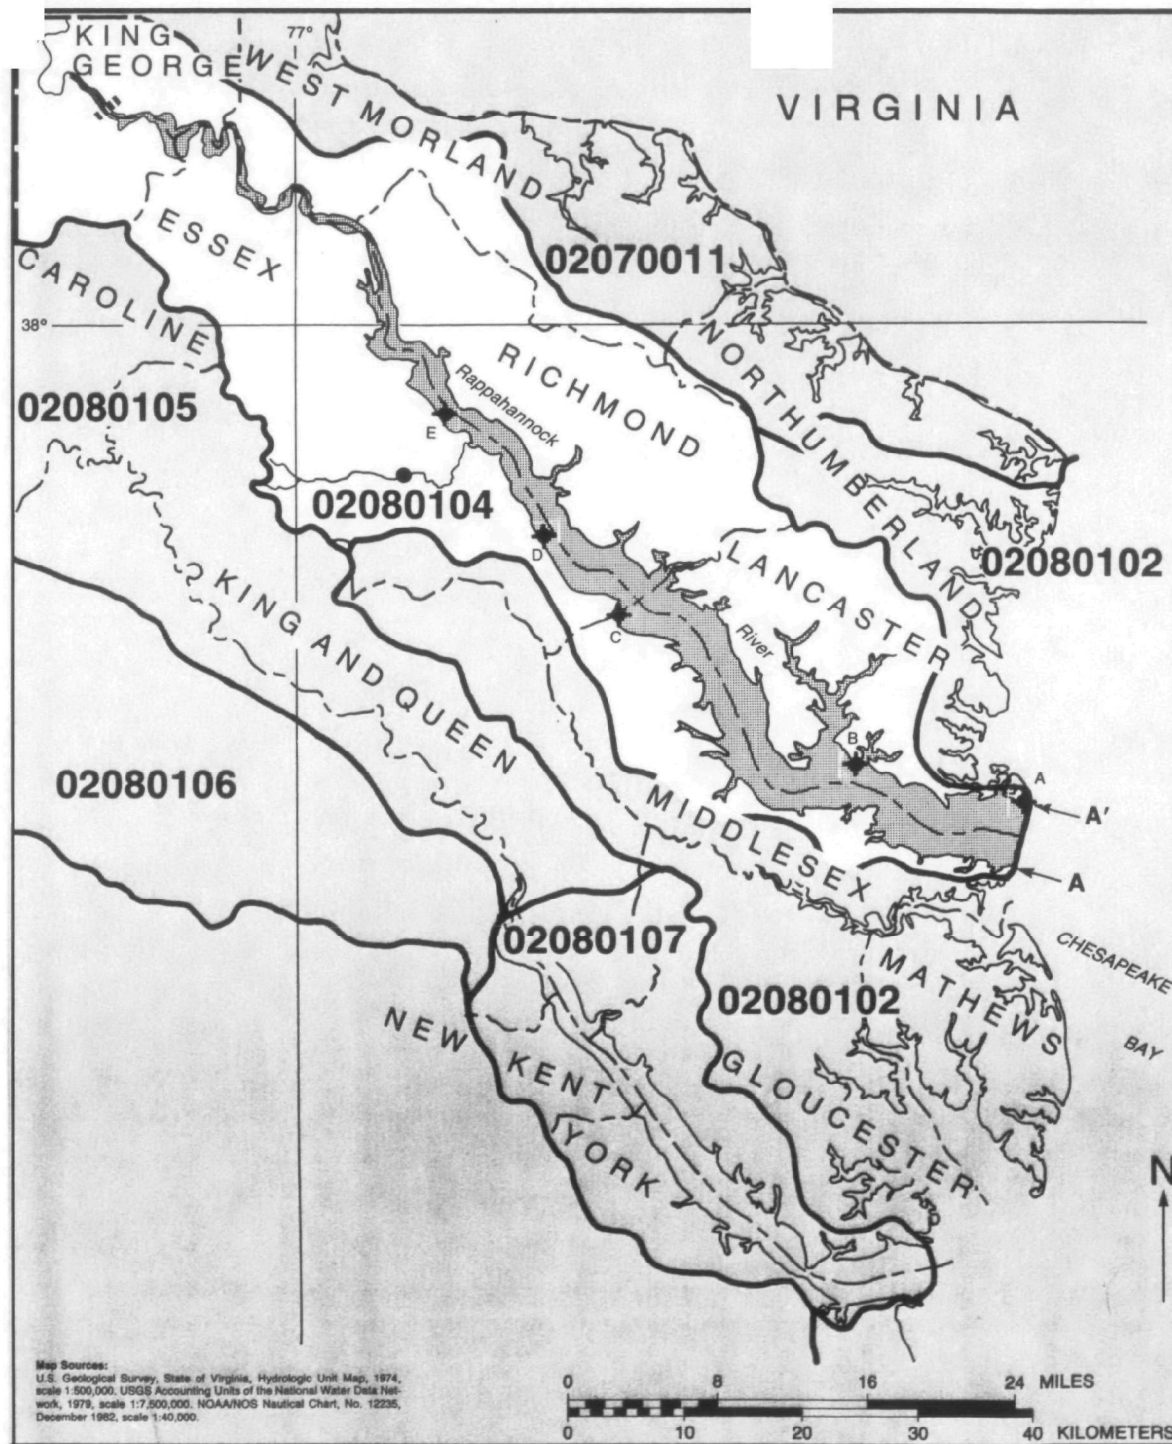 KING
GEORGE
77°
WEST MORLAND
VIRGINIA
ESSEX
02070011
CAROLINE
38°
RICHMOND
NORTHUMBERLAND
Rappahannock
02080105
E
02080104
D
LANCASTER
02080102
KING AND QUEEN
C
River
B
02080106
A
A'
MIDDLESEX
A
02080107
CHESAPEAKE
MATHEWS
02080102
NEW
KENT
BAY
GLOUCESTER
YORK
N
Map Sources:
U.S. Geological Survey, State of Virginia, Hydrologic Unit Map, 1974,
scale 1:500,000. USGS Accounting Units of the National Water Data Net-
work, 1979, scale 1:7,500,000. NOAA/NOS Nautical Chart, No. 12235,
December 1982, scale 1:40,000.
0 8 16 24 MILES
0 10 20 30 40 KILOMETERS